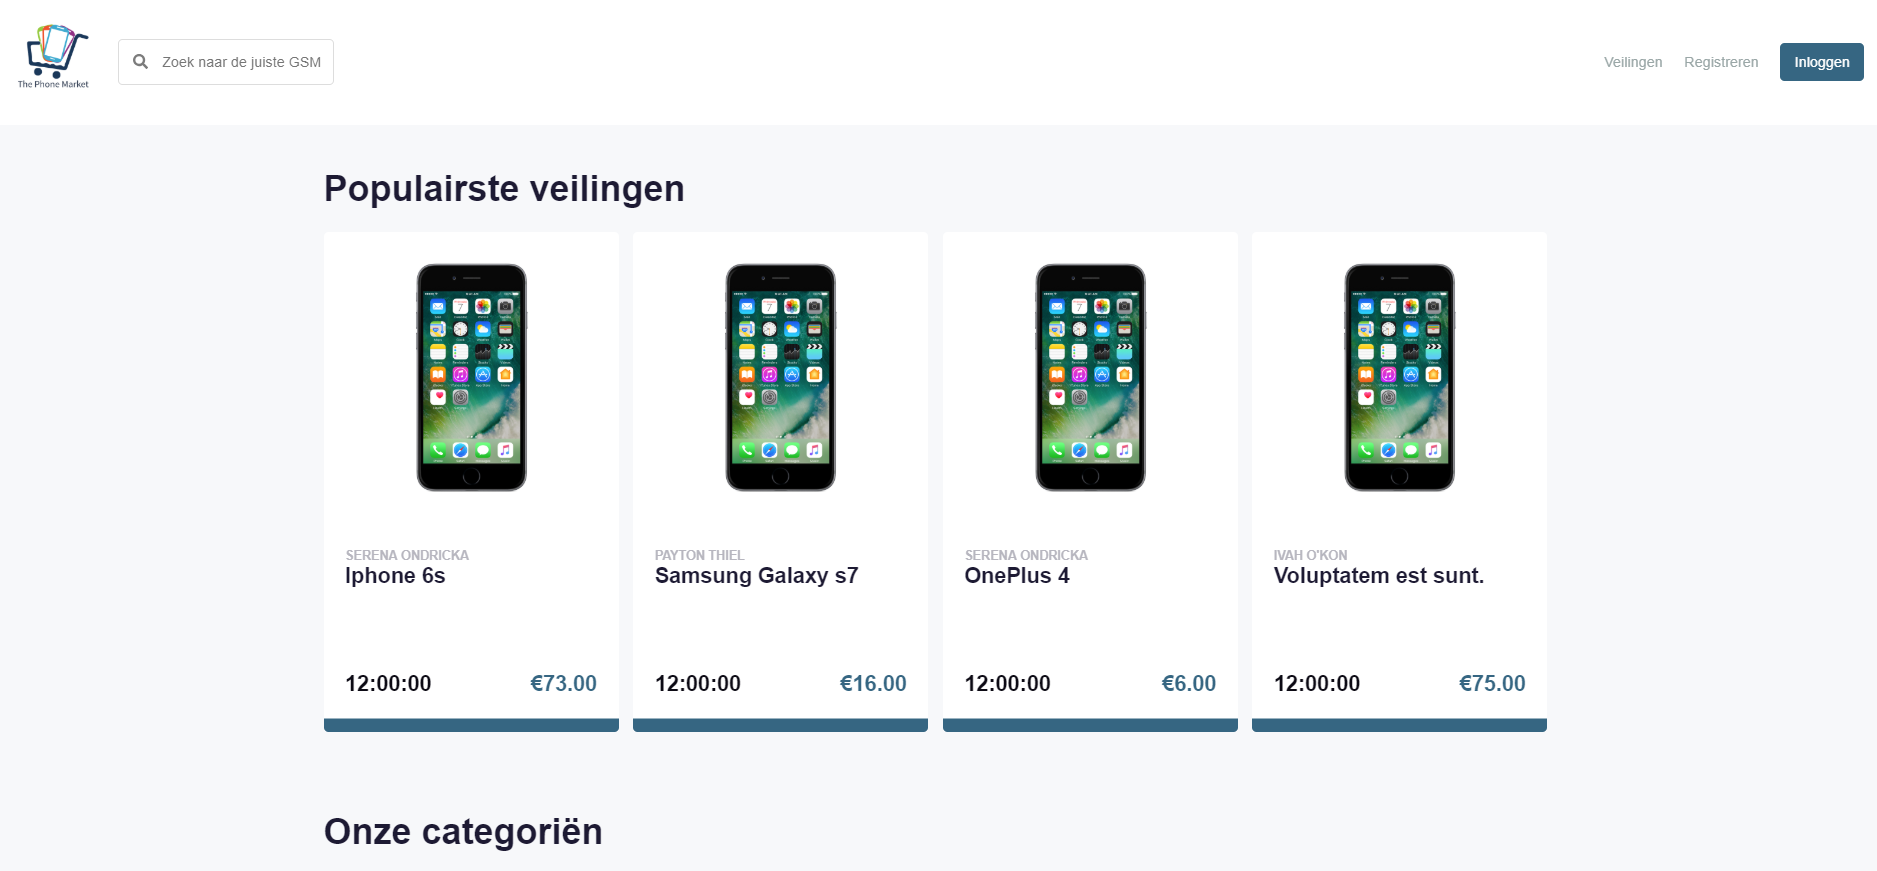 The Phone Market
Zoek naar de juiste GSM
Veilingen
Registreren
Inloggen
Populairste veilingen
SERENA ONDRICKA
Iphone 6s
12:00:00
€73.00
PAYTON THIEL
Samsung Galaxy s7
12:00:00
€16.00
SERENA ONDRICKA
OnePlus 4
12:00:00
€6.00
IVAH O'KON
Voluptatem est sunt.
12:00:00
€75.00
Onze categoriën